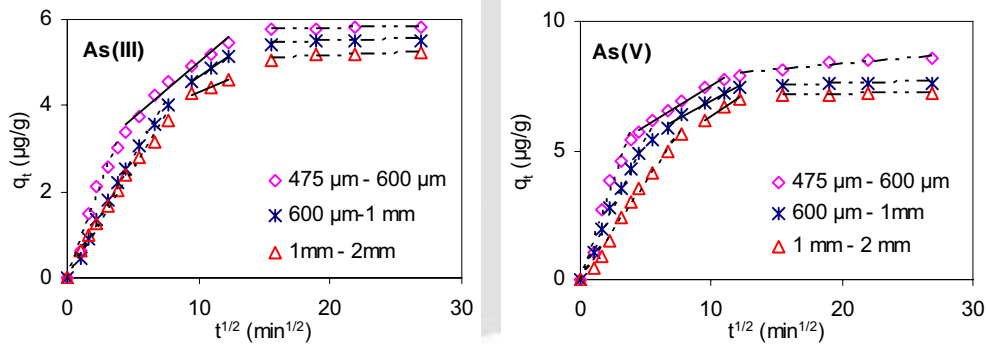 As(III)
6
4
2
0
q_t (µg/g)
475 µm - 600 µm
600 µm-1 mm
1mm - 2mm
0 10 20 30
t^1/2 (min^1/2)
As(V)
10
5
0
q_t (µg/g)
475 µm - 600 µm
600 µm - 1mm
1 mm - 2 mm
0 10 20 30
t^1/2 (min^1/2)